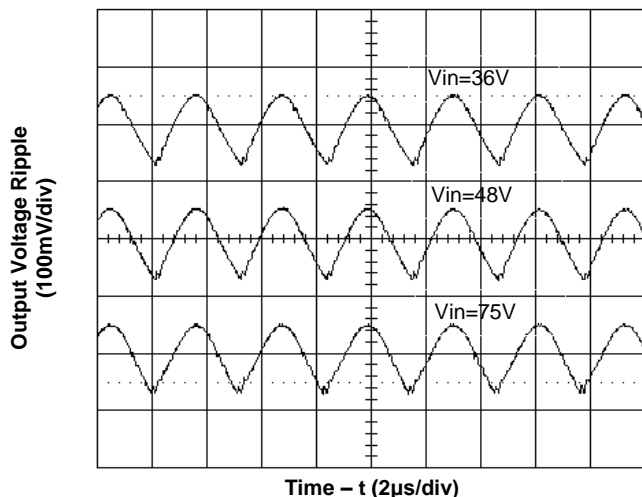 Vin=36V
Vin=48V
Vin=75V
Output Voltage Ripple
(100mV/div)
Time – t (2µs/div)